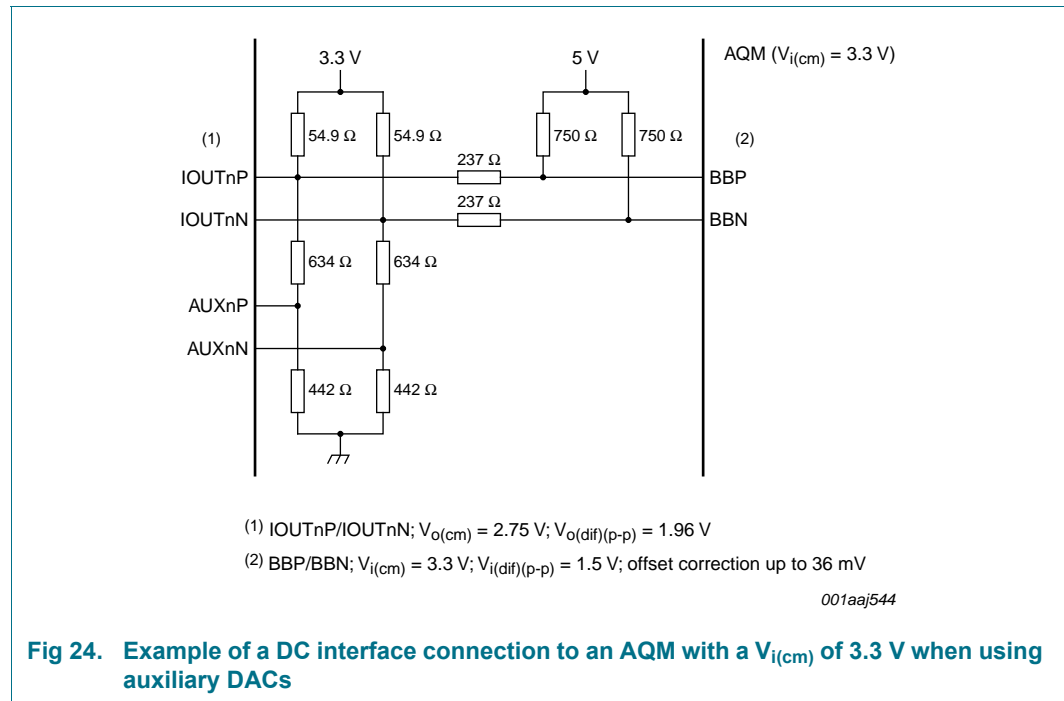 3.3 V
5 V
AQM (Vi(cm) = 3.3 V)
(1)
54.9 Ω
54.9 Ω
750 Ω
750 Ω
(2)
237 Ω
IOUTnP
BBP
237 Ω
IOUTnN
BBN
634 Ω
634 Ω
AUXnP
AUXnN
442 Ω
442 Ω
(1) IOUTnP/IOUTnN; Vo(cm) = 2.75 V; Vo(dif)(p-p) = 1.96 V
(2) BBP/BBN; Vi(cm) = 3.3 V; Vi(dif)(p-p) = 1.5 V; offset correction up to 36 mV
001aaj544
Fig 24. Example of a DC interface connection to an AQM with a Vi(cm) of 3.3 V when using
auxiliary DACs